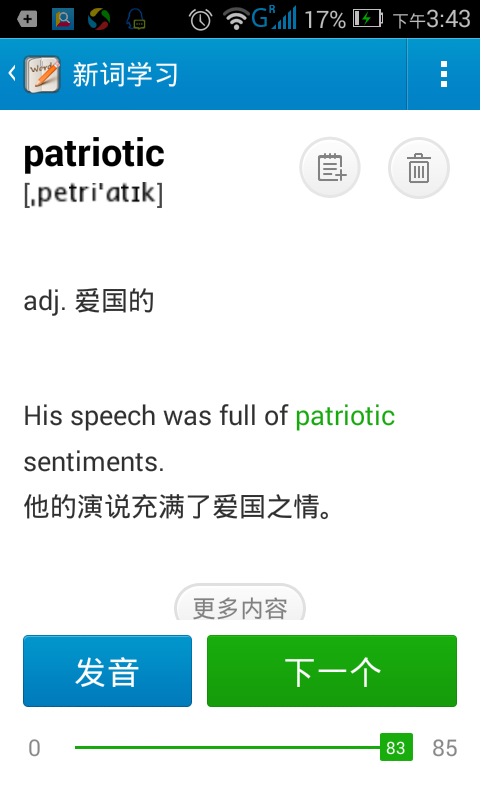 G R 17% 下午3:43
Words 新词学习
patriotic
[ˌpetriˈɑtɪk]
adj. 爱国的
His speech was full of patriotic
sentiments.
他的演说充满了爱国之情。
更多内容
发音 下一个
0 83 85